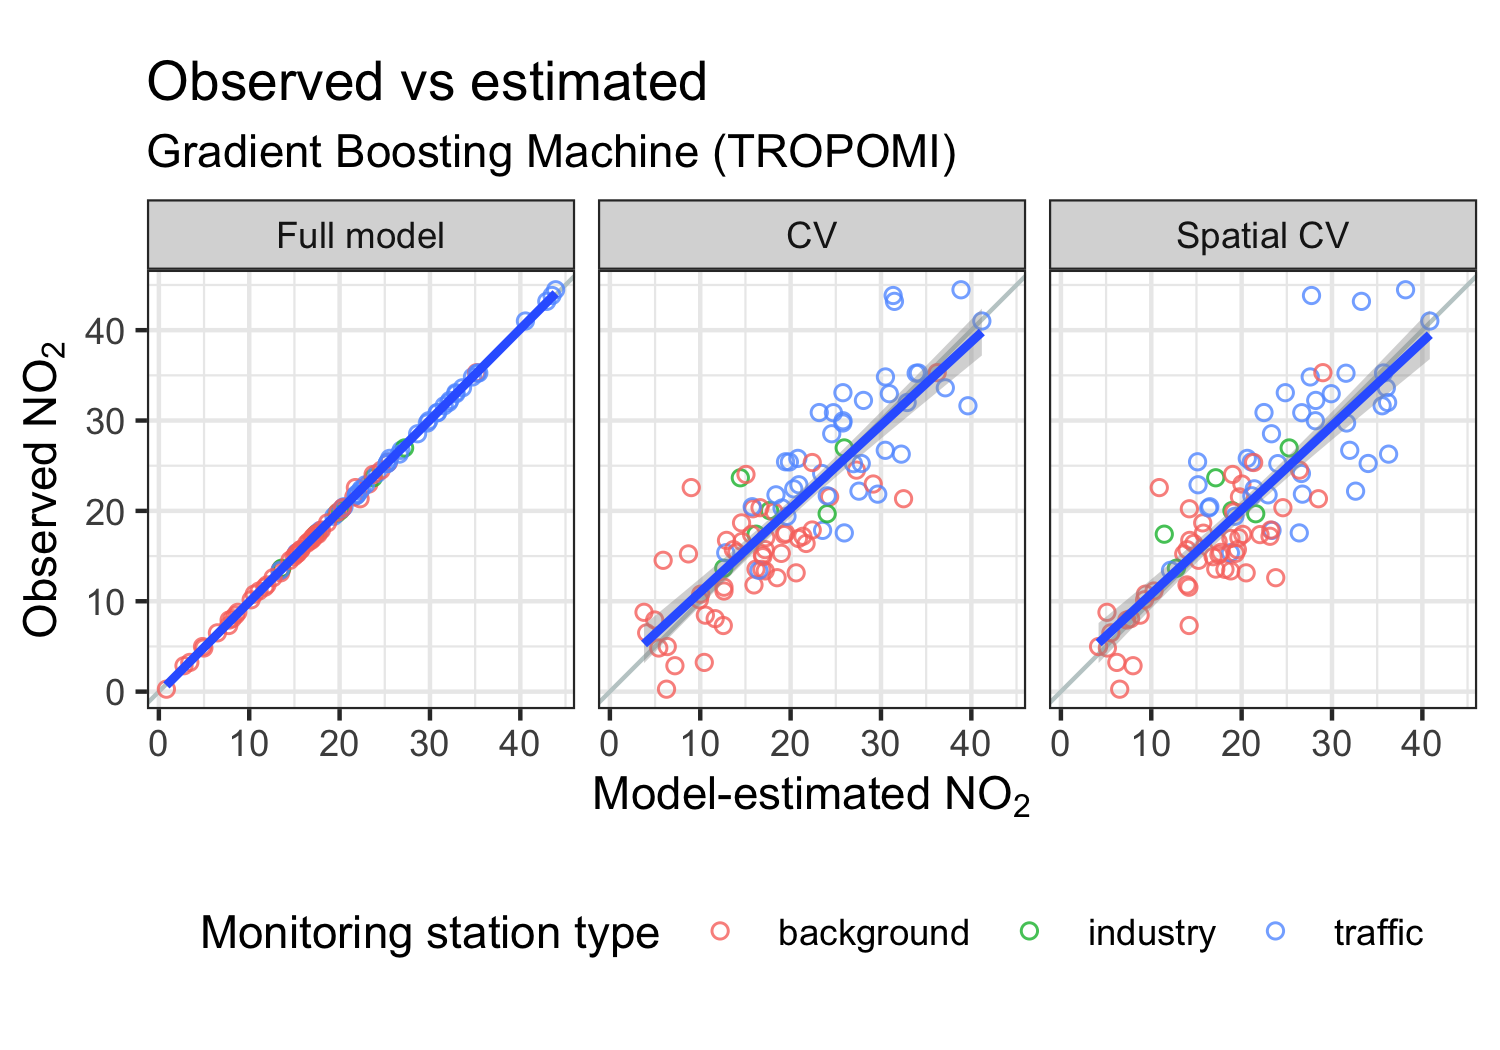 Observed vs estimated
Gradient Boosting Machine (TROPOMI)
Full model CV Spatial CV
Observed NO₂
40
30
20
10
0
0 10 20 30 40 0 10 20 30 40 0 10 20 30 40
Model-estimated NO₂
Monitoring station type background industry traffic